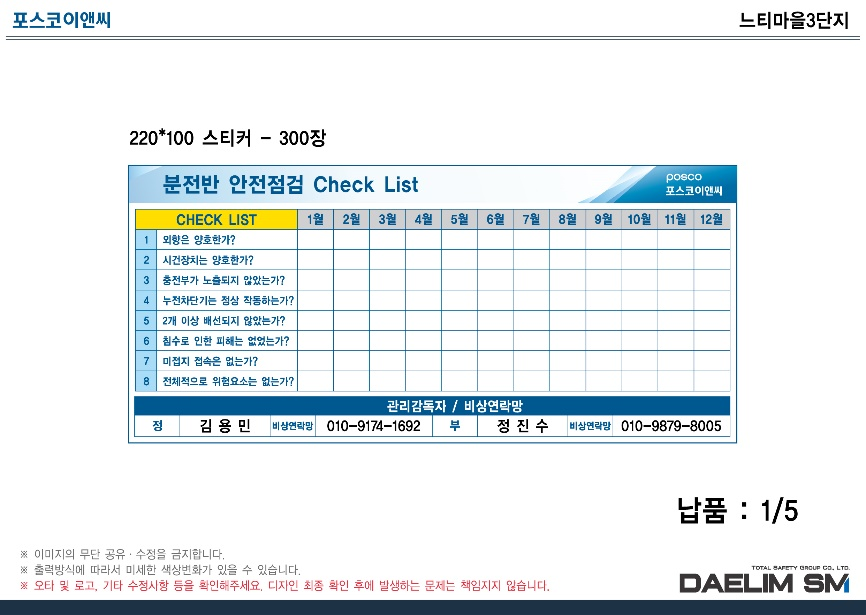 포스코이앤씨
느티마을3단지
220*100 스티커 - 300장
분전반 안전점검 Check List
posco
포스코이앤씨
CHECK LIST 1월 2월 3월 4월 5월 6월 7월 8월 9월 10월 11월 12월
1 외함은 양호한가?
2 시건장치는 양호한가?
3 충전부가 노출되지 않았는가?
4 누전차단기는 정상 작동하는가?
5 2개 이상 배선되지 않았는가?
6 침수로 인한 피해는 없었는가?
7 미접지 접속은 없는가?
8 전체적으로 위험요소는 없는가?
관리감독자 / 비상연락망
정 김 용 민 비상연락망 010-9174-1692 부 정 진 수 비상연락망 010-9879-8005
납품 : 1/5
※ 이미지의 무단 공유 · 수정을 금지합니다.
※ 출력방식에 따라서 미세한 색상변화가 있을 수 있습니다.
※ 오타 및 로고, 기타 수정사항 등을 확인해주세요. 디자인 최종 확인 후에 발생하는 문제는 책임지지 않습니다.
TOTAL SAFETY GROUP CO., LTD.
DAELIM SM